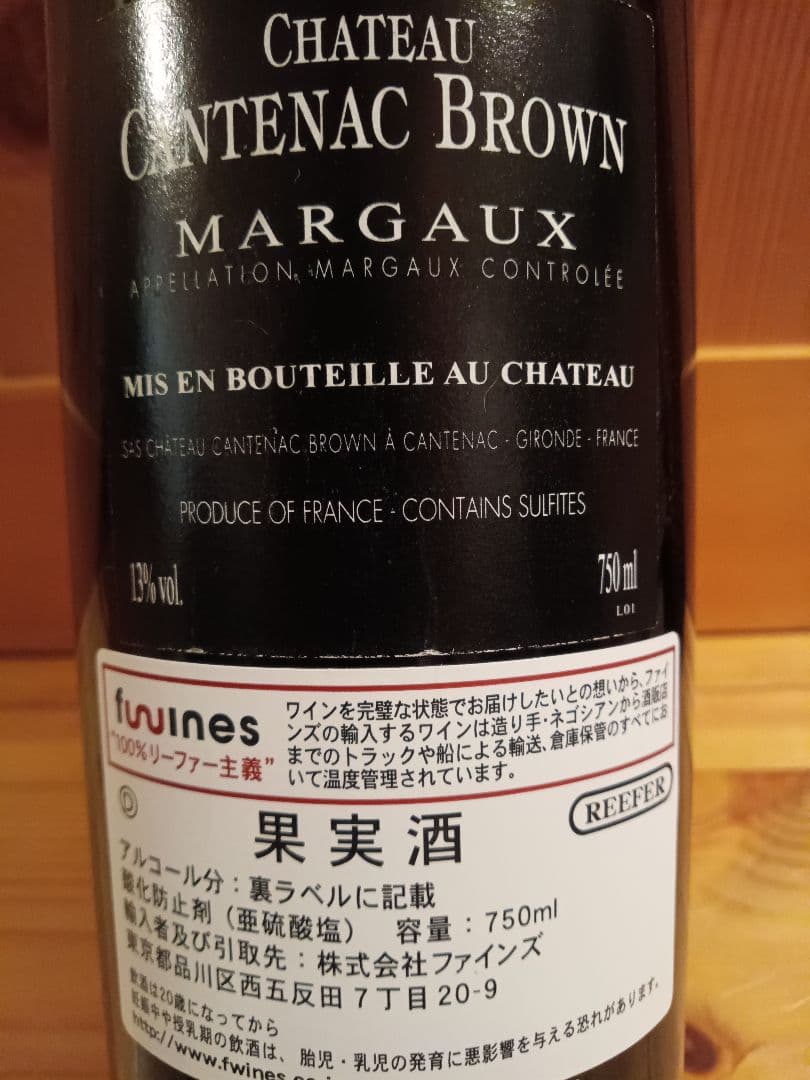 CHATEAU
CANTENAC BROWN
MARGAUX
APPELLATION MARGAUX CONTROLÉE
MIS EN BOUTEILLE AU CHATEAU
SAS CHÂTEAU CANTENAC BROWN À CANTENAC - GIRONDE - FRANCE
PRODUCE OF FRANCE - CONTAINS SULFITES
13% vol.
750 ml
L01
fwines
"100%リーファー主義"
ワインを完璧な状態でお届けしたいとの想いから、ファイ
ンズの輸入するワインは造り手・ネゴシアンから酒販店
までのトラックや船による輸送、倉庫保管のすべてにお
いて温度管理されています。
D
REEFER
果実酒
アルコール分：裏ラベルに記載
酸化防止剤（亜硫酸塩） 容量：750ml
輸入者及び引取先：株式会社ファインズ
東京都品川区西五反田7丁目20-9
飲酒は20歳になってから
妊娠中や授乳期の飲酒は、胎児・乳児の発育に悪影響を与える恐れがあります。
http://www.fwines.co